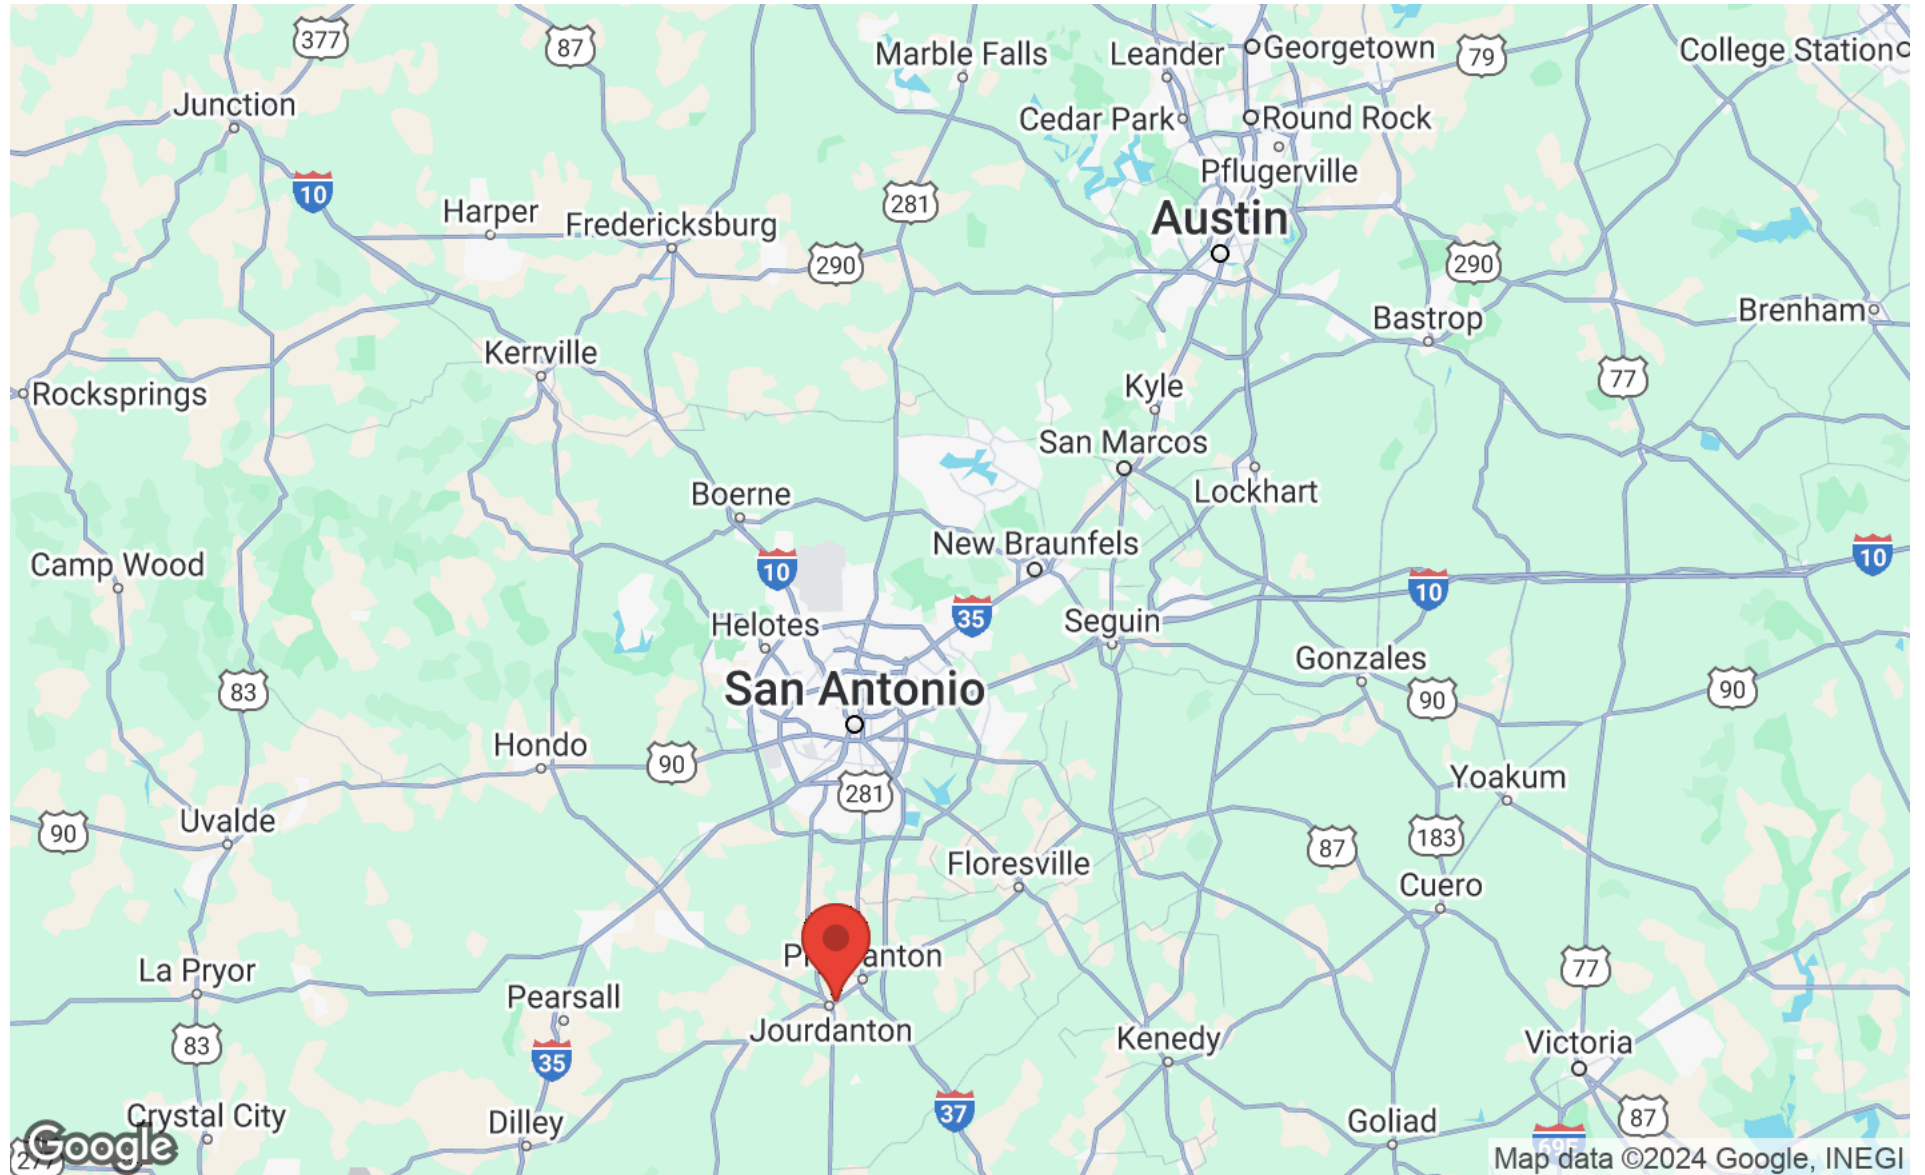 377
87
Marble Falls
Leander
Georgetown
79
College Station
Junction
Cedar Park
Round Rock
Pflugerville
10
Harper
Fredericksburg
281
Austin
290
290
Bastrop
Brenham
Kerrville
Kyle
77
Rocksprings
San Marcos
Boerne
Lockhart
Camp Wood
New Braunfels
10
10
10
35
Helotes
Seguin
Gonzales
83
San Antonio
90
90
Hondo
90
281
Yoakum
90
Uvalde
87
183
Floresville
Cuero
La Pryor
77
Pearsall
Jourdanton
83
35
Kenedy
Victoria
Crystal City
Dilley
37
Goliad
87
Google
277
Map data ©2024 Google, INEGI